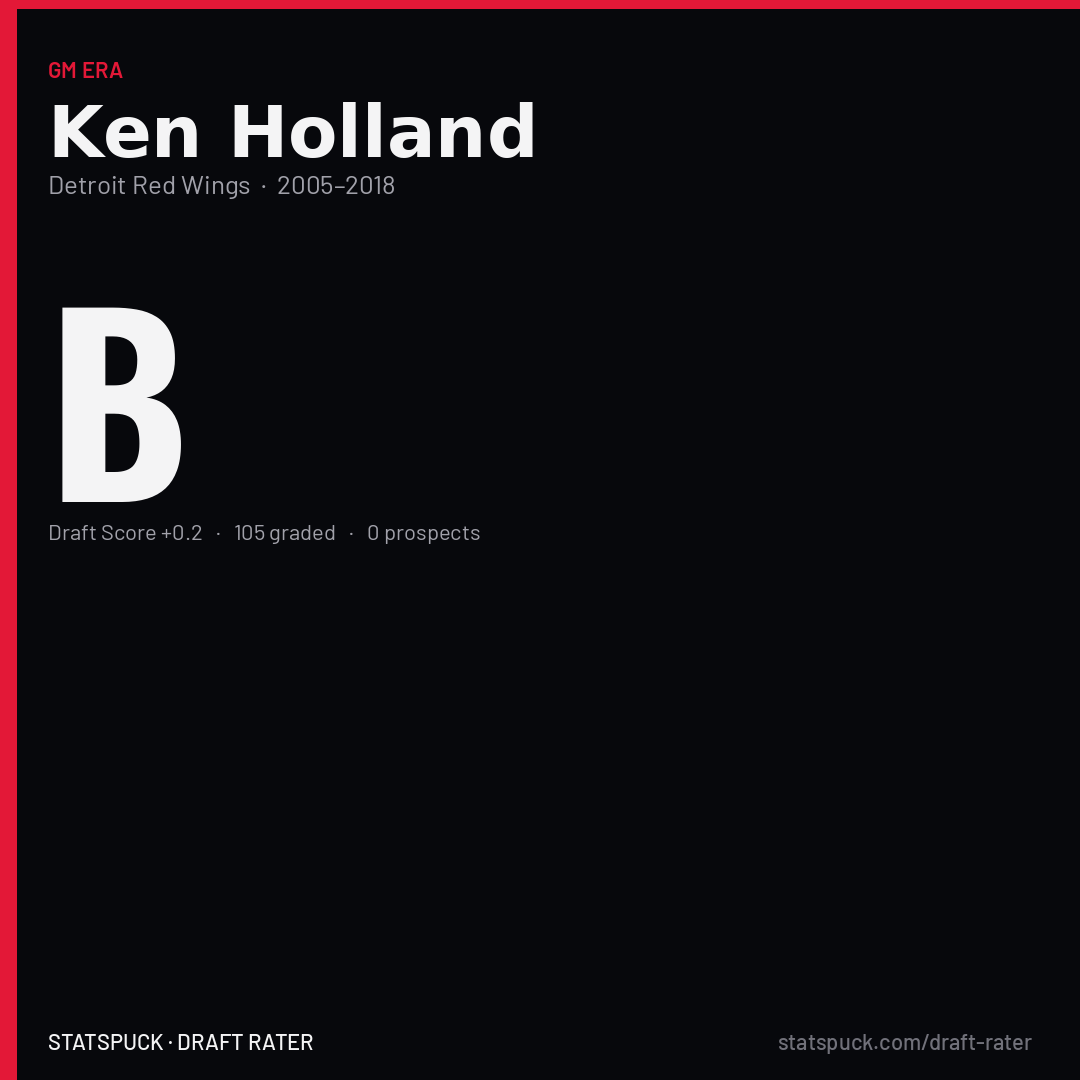 GM ERA
Ken Holland
Detroit Red Wings · 2005–2018
B
Draft Score +0.2 · 105 graded · 0 prospects
STATSPUCK · DRAFT RATER
statspuck.com/draft-rater